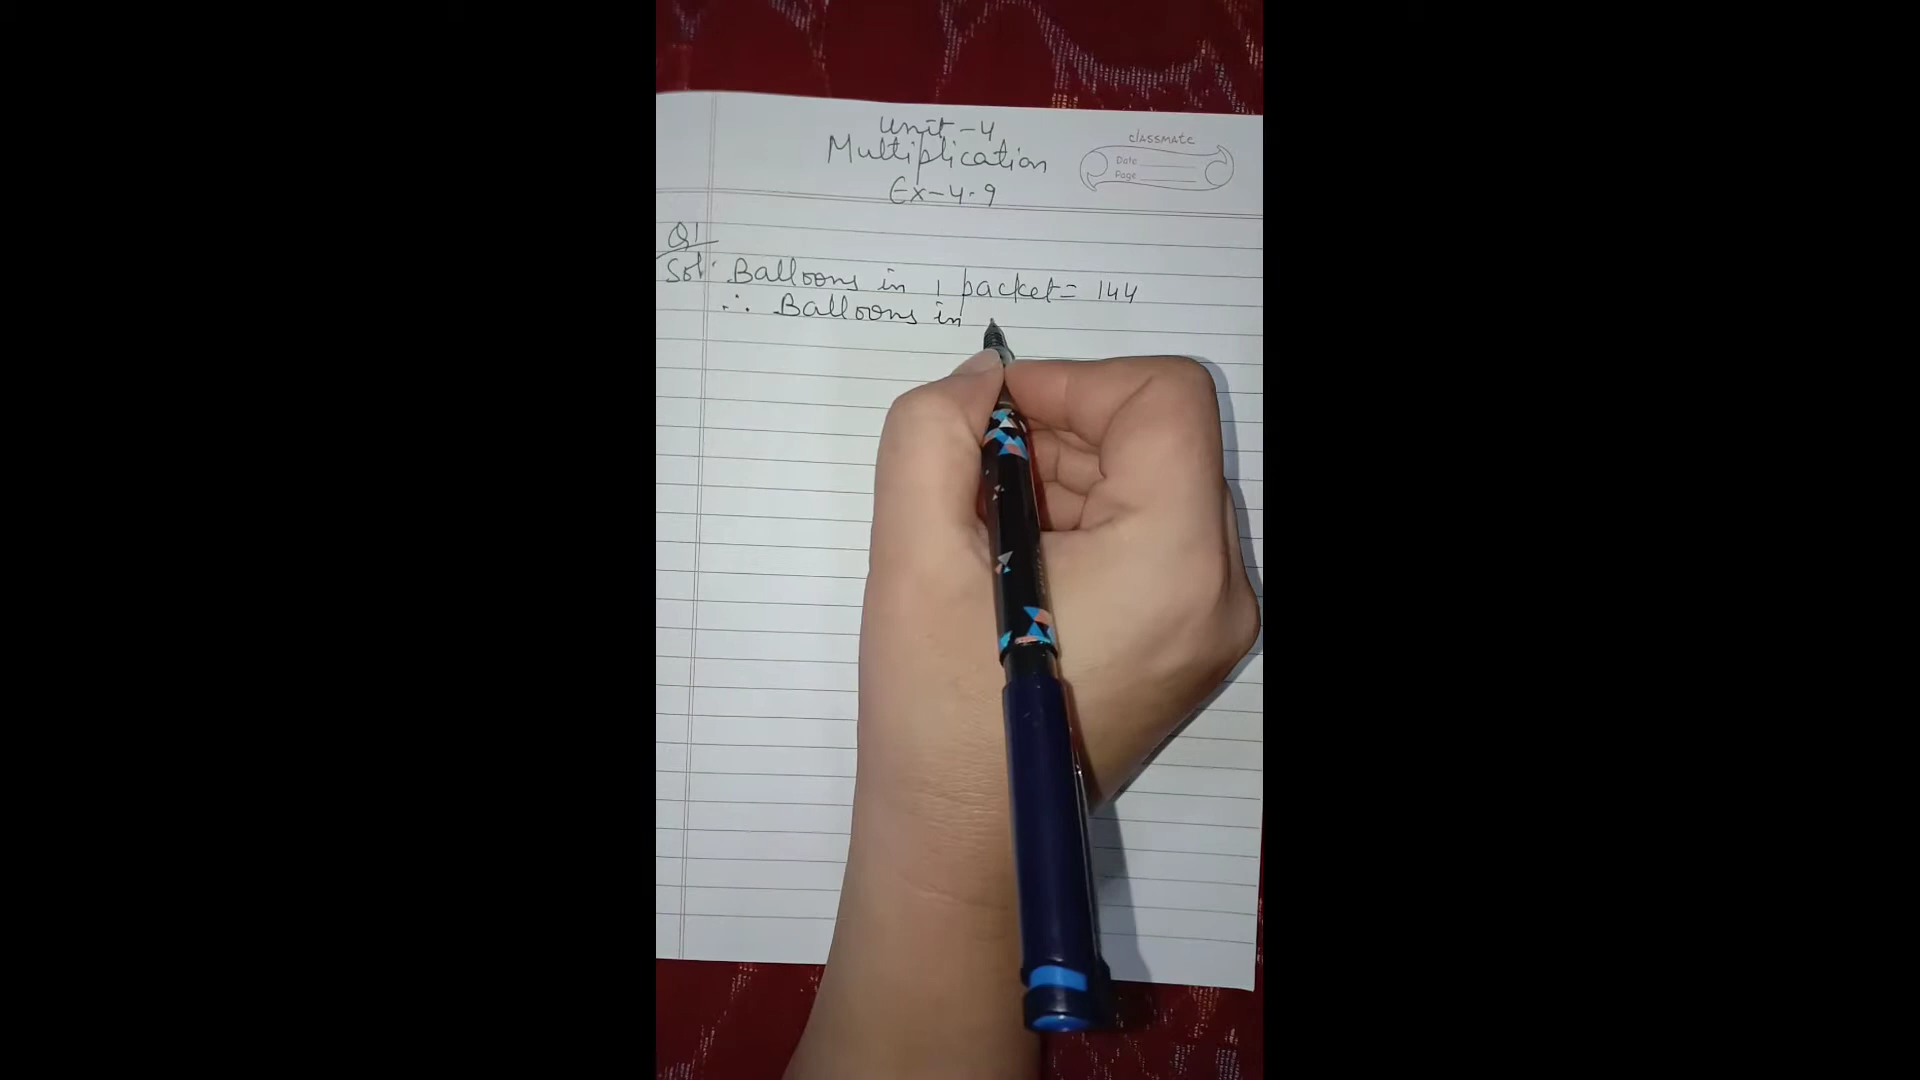 Unit-4
Multiplication
Ex-4.9
classmate
Date
Page
Q1
Sol: Balloons in 1 packet = 144
∴ Balloons in